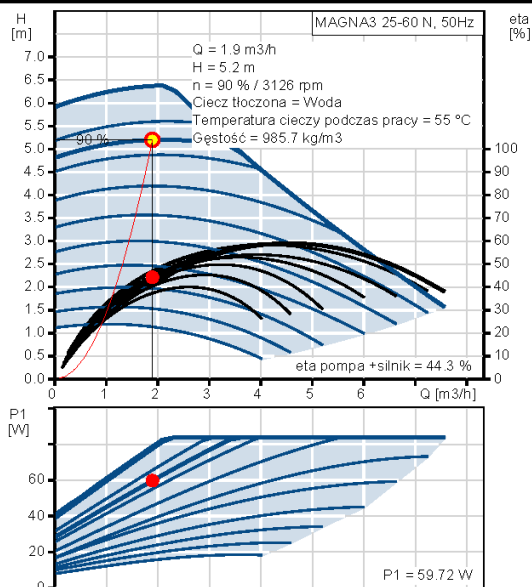 H
[m]
MAGNA3 25-60 N, 50Hz
eta
[%]
Q = 1.9 m3/h
H = 5.2 m
n = 90 % / 3126 rpm
Ciecz tłoczona = Woda
Temperatura cieczy podczas pracy = 55 °C
Gęstość = 985.7 kg/m3
90 %
7.0
6.5
6.0
5.5
5.0
4.5
4.0
3.5
3.0
2.5
2.0
1.5
1.0
0.5
0.0
100
90
80
70
60
50
40
30
20
10
0
eta pompa +silnik = 44.3 %
0
1
2
3
4
5
6
Q [m3/h]
P1
[W]
60
40
20
0
P1 = 59.72 W